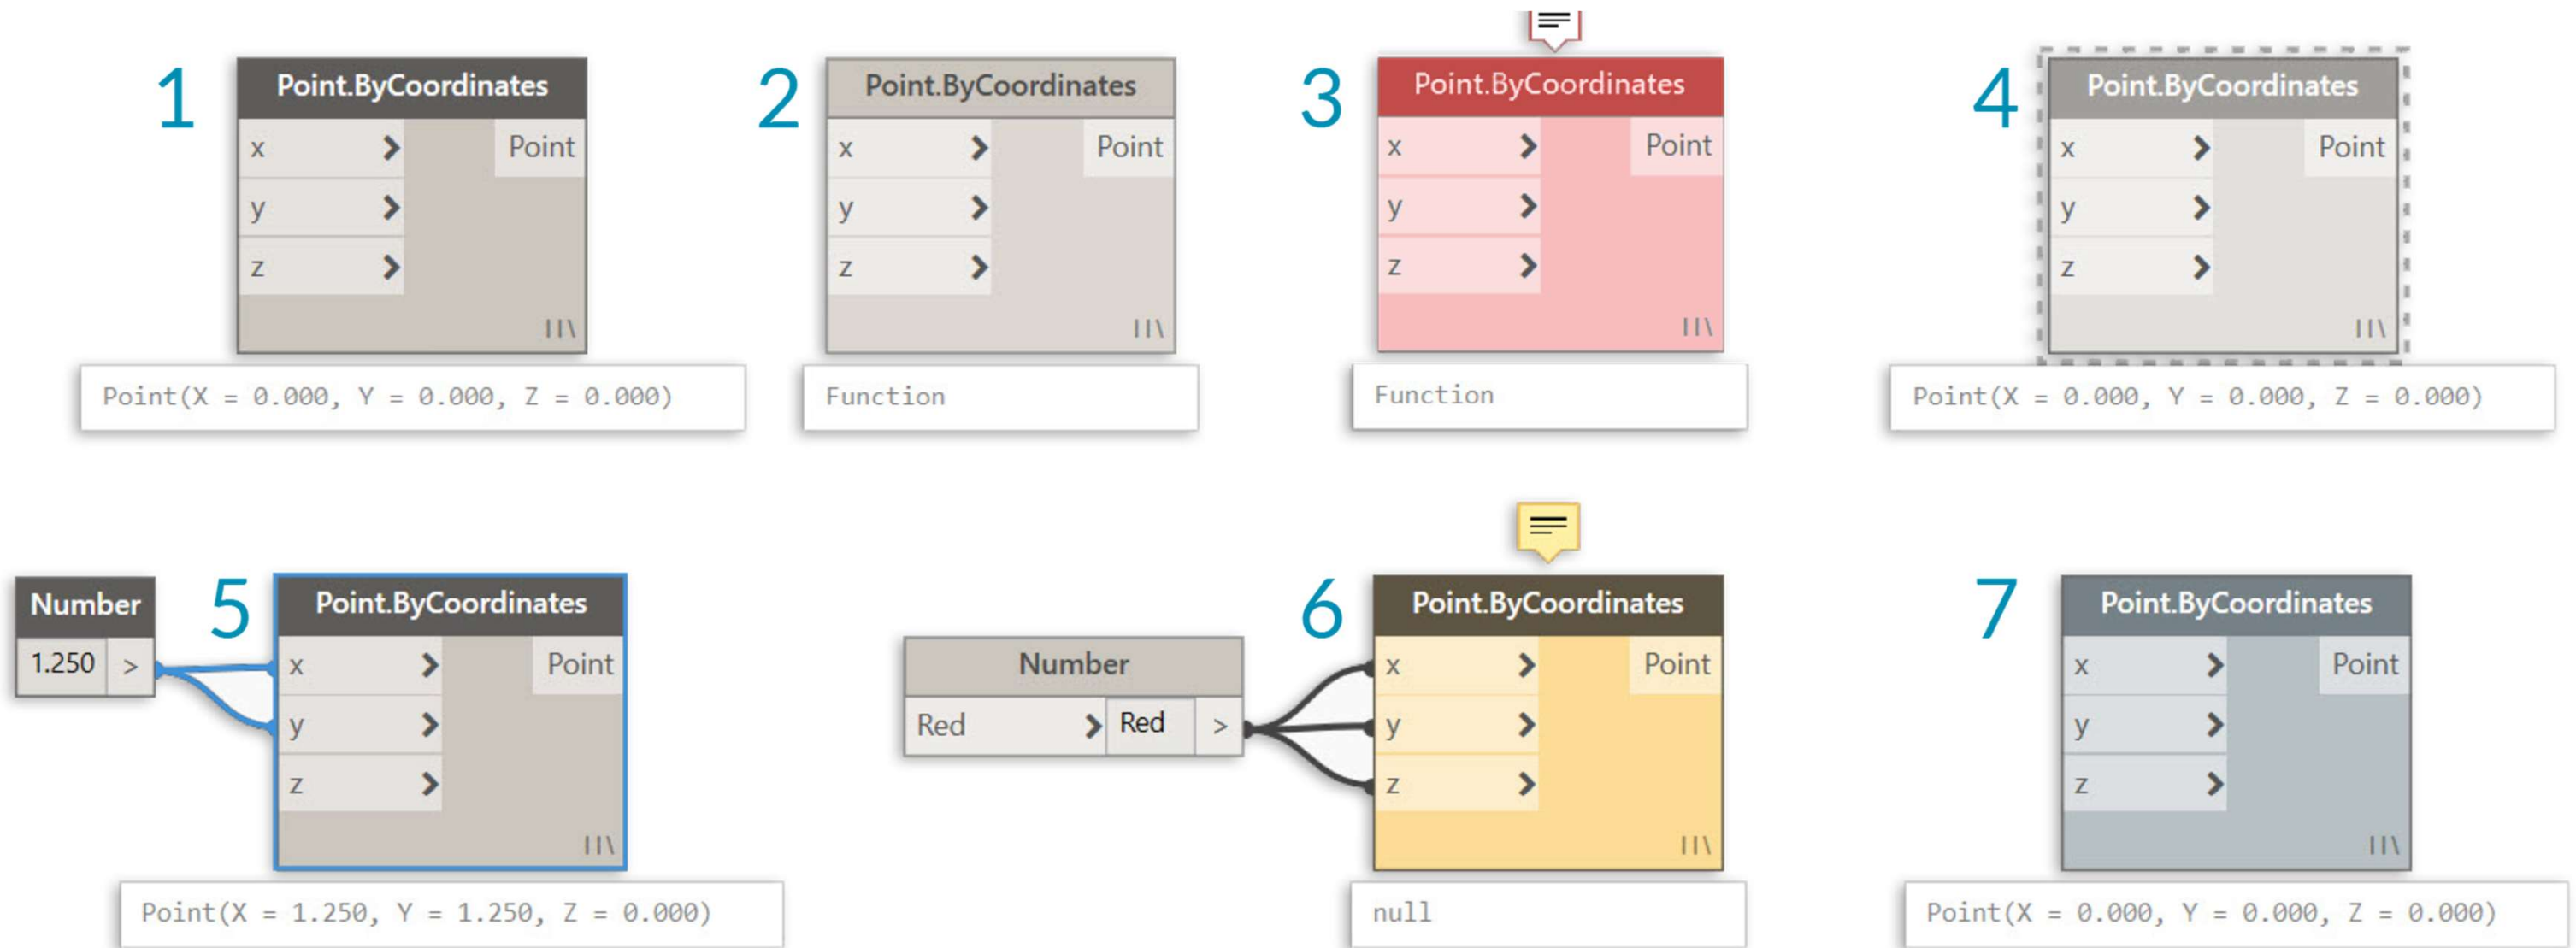 1
Point.ByCoordinates
x
Point
y
z
Point(X = 0.000, Y = 0.000, Z = 0.000)
2
Point.ByCoordinates
x
Point
y
z
Function
3
Point.ByCoordinates
x
Point
y
z
Function
4
Point.ByCoordinates
x
Point
y
z
Point(X = 0.000, Y = 0.000, Z = 0.000)
Number
1.250 >
5
Point.ByCoordinates
x
Point
y
z
Point(X = 1.250, Y = 1.250, Z = 0.000)
Number
Red
Red >
6
Point.ByCoordinates
x
Point
y
z
null
7
Point.ByCoordinates
x
Point
y
z
Point(X = 0.000, Y = 0.000, Z = 0.000)